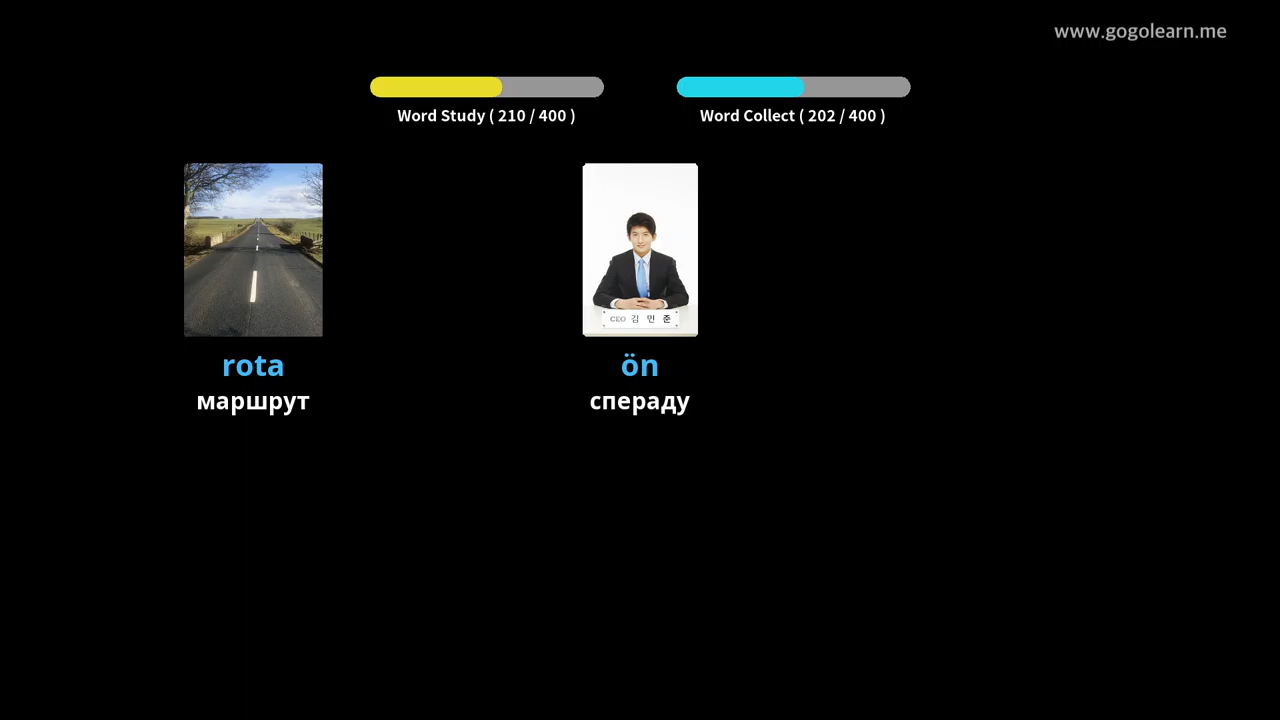 www.gogolearn.me
Word Study ( 210 / 400 )
Word Collect ( 202 / 400 )
CEO 김 민 준
rota
маршрут
ön
спераду